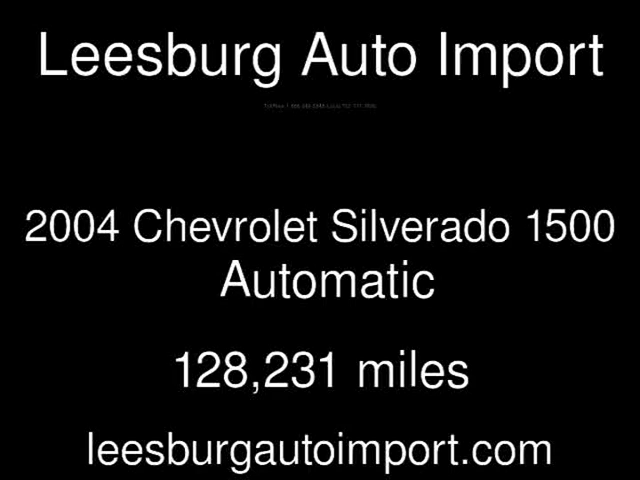 Leesburg Auto Import
2004 Chevrolet Silverado 1500
Automatic
128,231 miles
leesburgautoimport.com